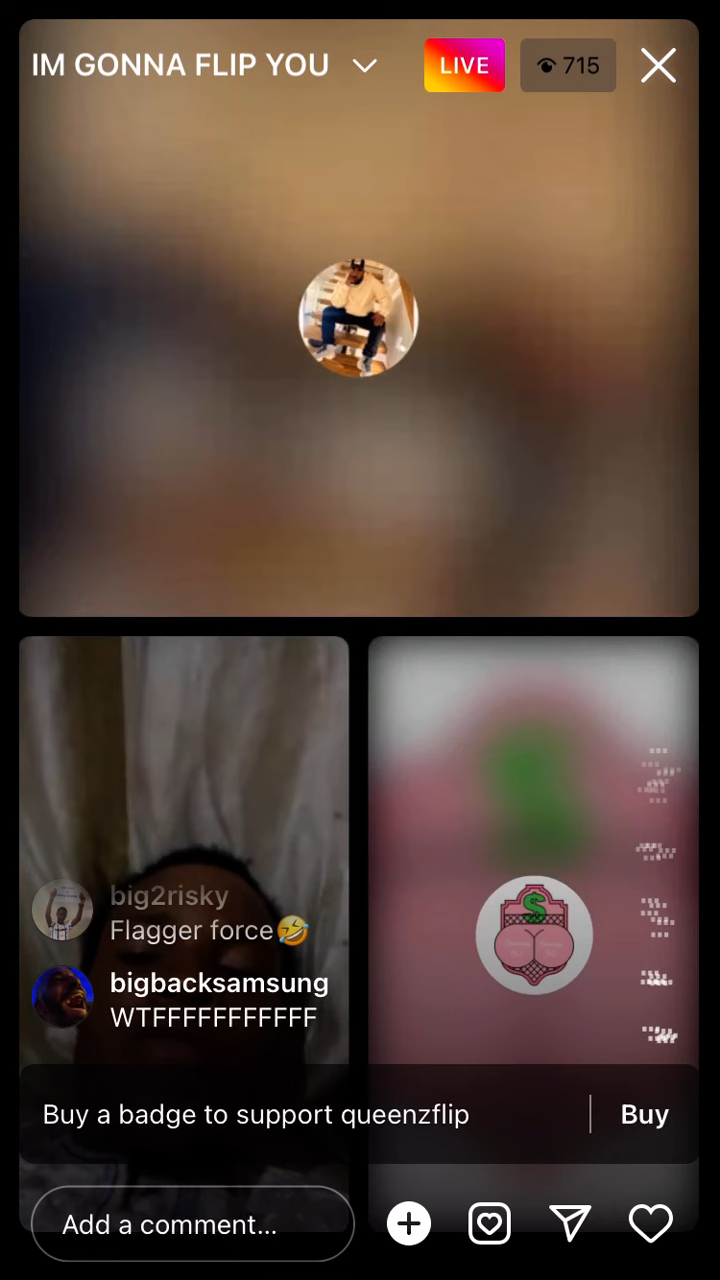 IM GONNA FLIP YOU
LIVE
715
big2risky
Flagger force🤣
bigbacksamsung
WTFFFFFFFFFFF
Buy a badge to support queenzflip
Buy
Add a comment...